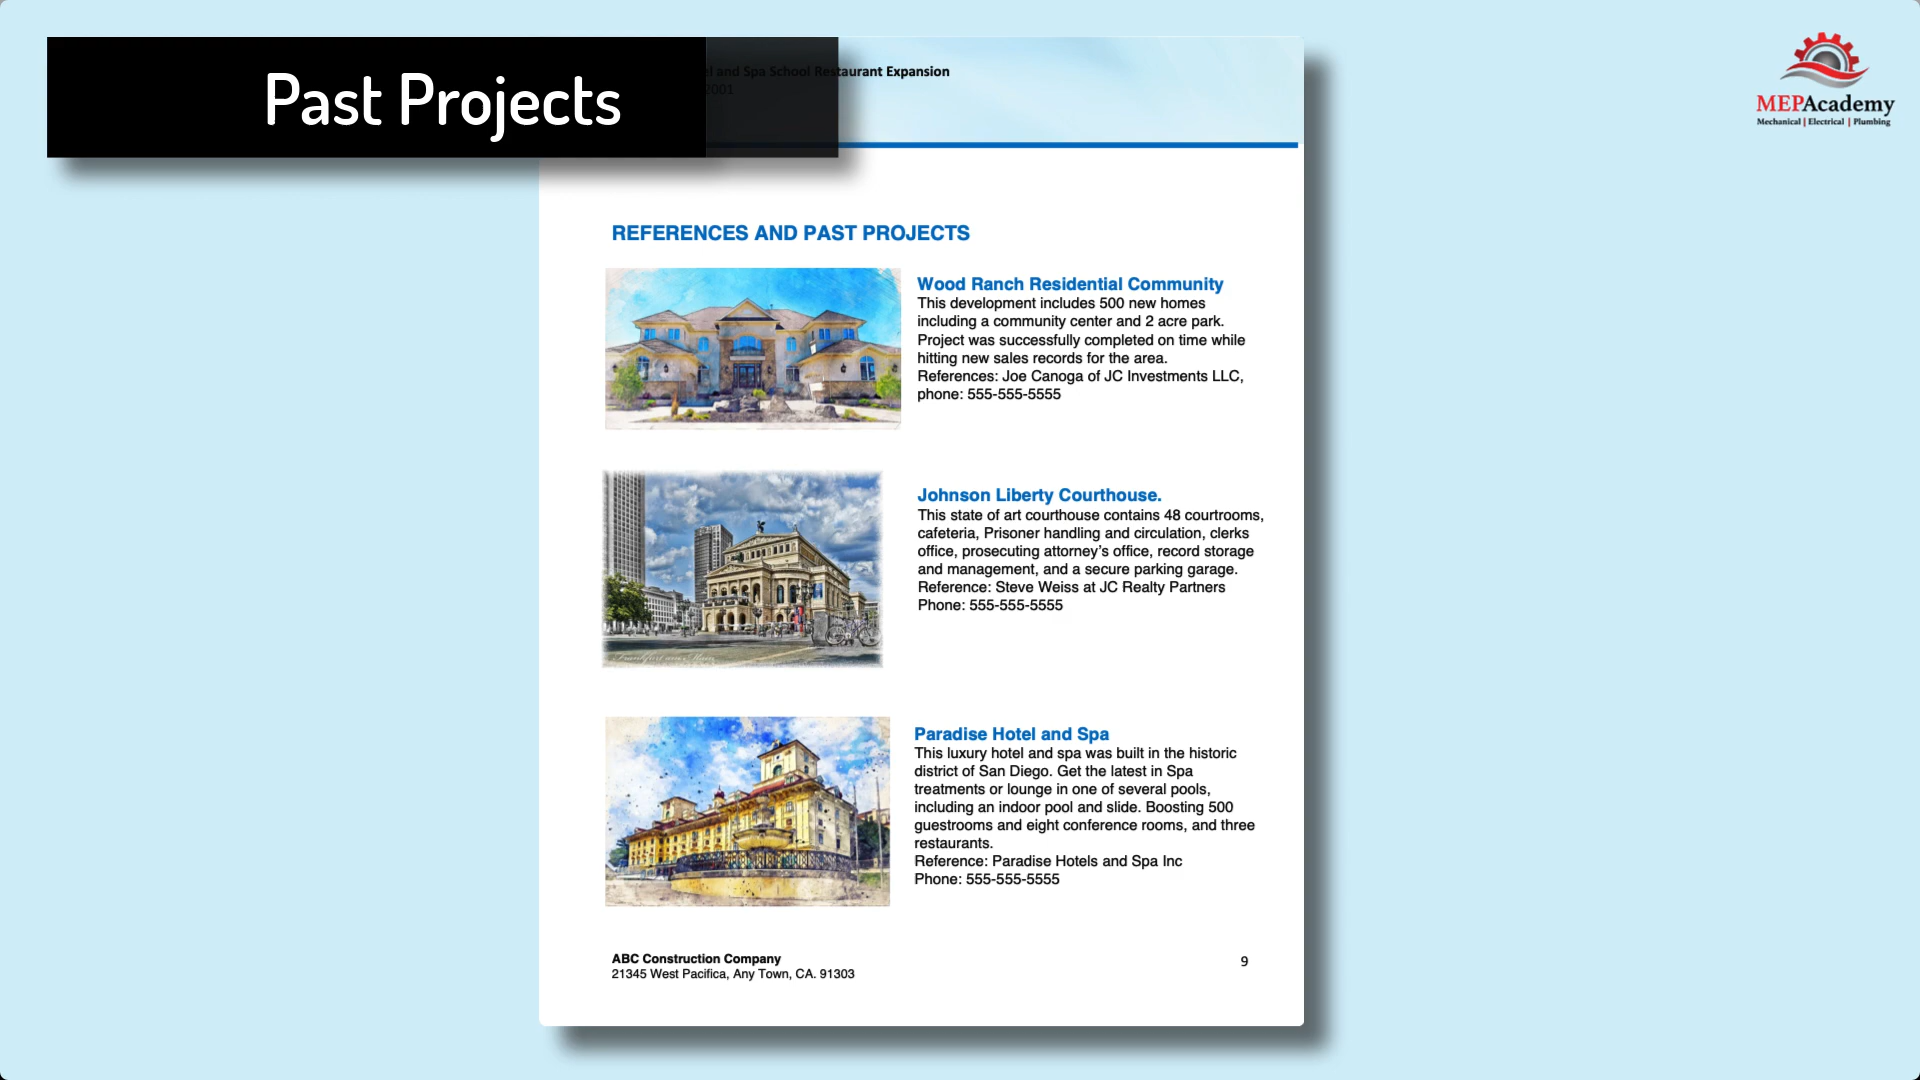 Past Projects
and Spa School Restaurant Expansion
2001
MEPAcademy
Mechanical | Electrical | Plumbing
REFERENCES AND PAST PROJECTS
Wood Ranch Residential Community
This development includes 500 new homes
including a community center and 2 acre park.
Project was successfully completed on time while
hitting new sales records for the area.
References: Joe Canoga of JC Investments LLC,
phone: 555-555-5555
Johnson Liberty Courthouse.
This state of art courthouse contains 48 courtrooms,
cafeteria, Prisoner handling and circulation, clerks
office, prosecuting attorney’s office, record storage
and management, and a secure parking garage.
Reference: Steve Weiss at JC Realty Partners
Phone: 555-555-5555
Frankfurt am Main
Paradise Hotel and Spa
This luxury hotel and spa was built in the historic
district of San Diego. Get the latest in Spa
treatments or lounge in one of several pools,
including an indoor pool and slide. Boosting 500
guestrooms and eight conference rooms, and three
restaurants.
Reference: Paradise Hotels and Spa Inc
Phone: 555-555-5555
ABC Construction Company
21345 West Pacifica, Any Town, CA. 91303
9